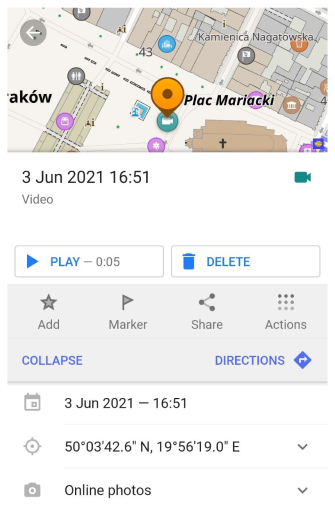 43
Kamienica Nagatowska
raków
Plac Mariacki
4
3 Jun 2021 16:51
Video
PLAY — 0:05
DELETE
Add
Marker
Share
Actions
COLLAPSE
DIRECTIONS
3 Jun 2021 — 16:51
50°03'42.6" N, 19°56'19.0" E
Online photos